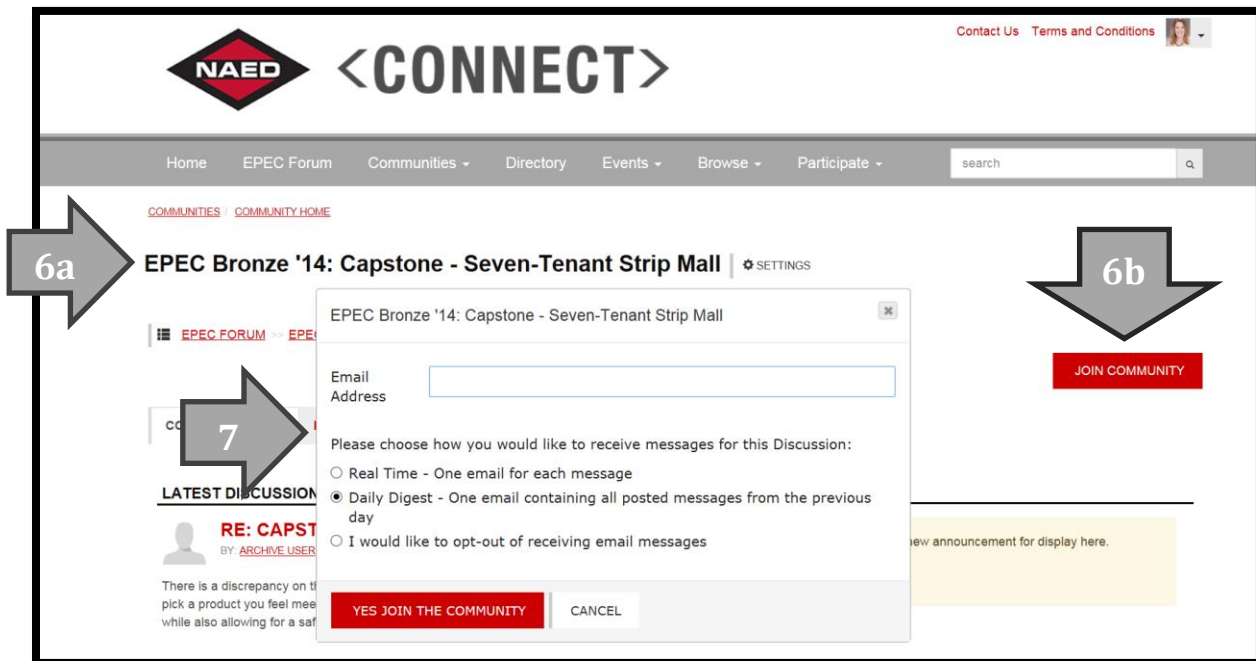 Contact Us Terms and Conditions
NAED <CONNECT>
Home EPEC Forum Communities Directory Events Browse Participate search
COMMUNITIES / COMMUNITY HOME
6a
EPEC Bronze '14: Capstone - Seven-Tenant Strip Mall | SETTINGS
6b
EPEC Bronze '14: Capstone - Seven-Tenant Strip Mall
EPEC FORUM >>
JOIN COMMUNITY
Email
Address
7
Please choose how you would like to receive messages for this Discussion:
Real Time - One email for each message
Daily Digest - One email containing all posted messages from the previous
day
I would like to opt-out of receiving email messages
LATEST DISCUSSION
RE: CAPST
BY: ARCHIVE USER
new announcement for display here.
There is a discrepancy on th
pick a product you feel mee
while also allowing for a saf
YES JOIN THE COMMUNITY CANCEL